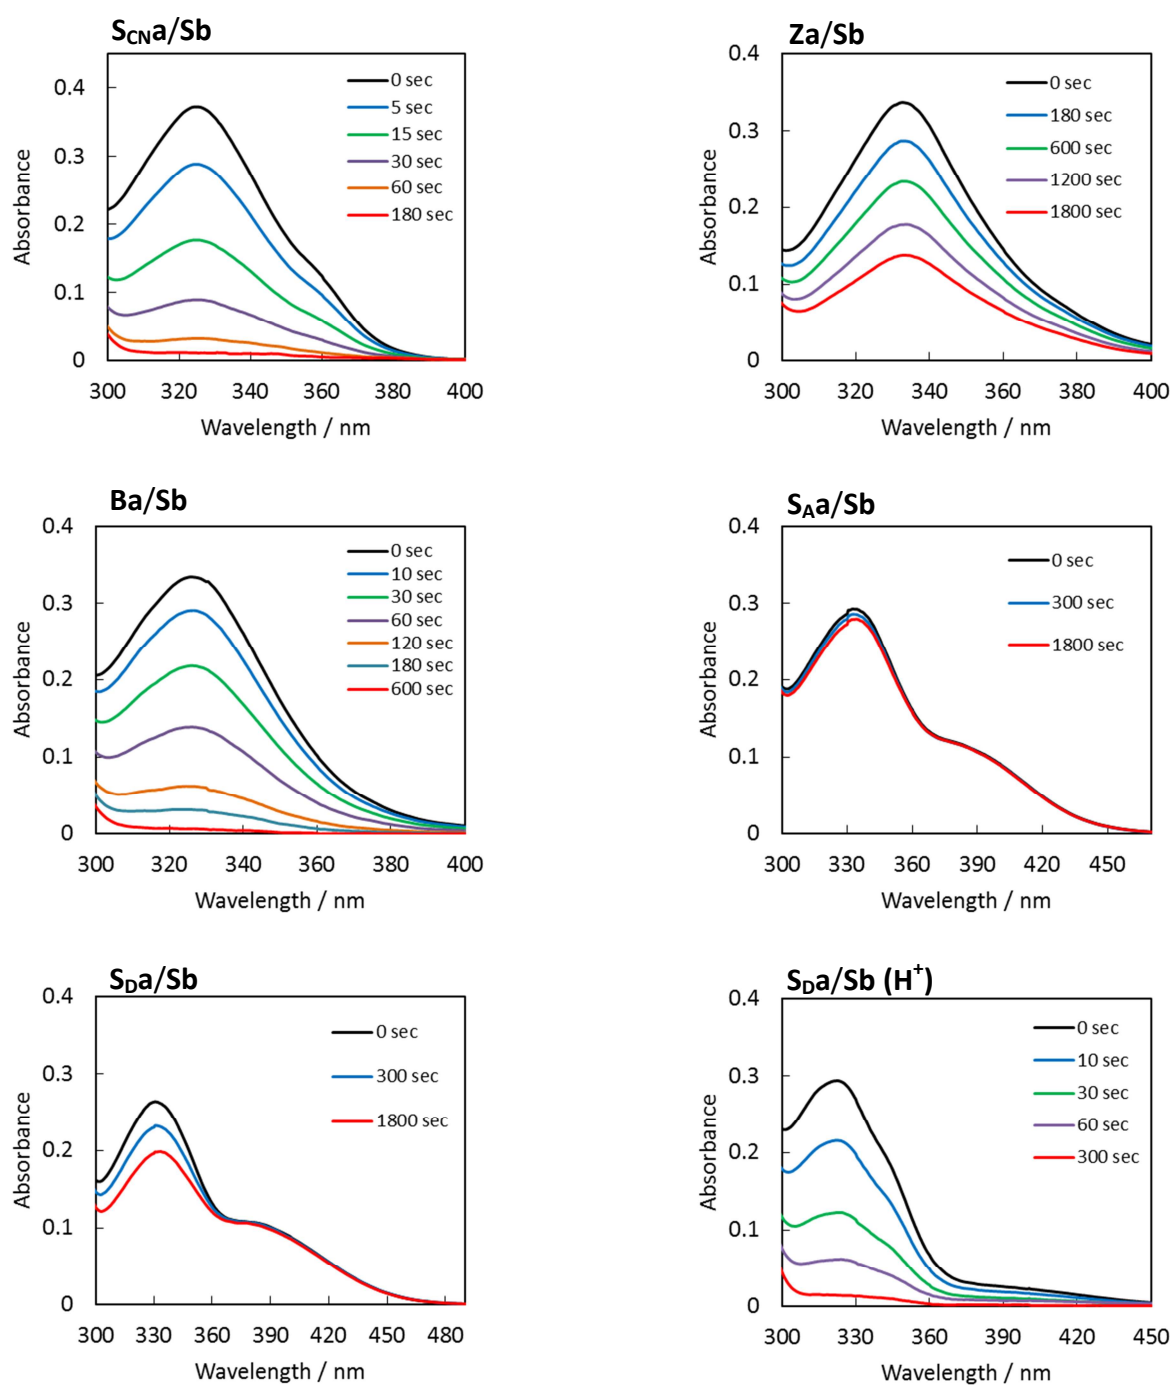 S_CNa/Sb
0.4
0.3
0.2
0.1
0
Absorbance
0 sec
5 sec
15 sec
30 sec
60 sec
180 sec
300 320 340 360 380 400
Wavelength / nm
Za/Sb
0.4
0.3
0.2
0.1
0
Absorbance
0 sec
180 sec
600 sec
1200 sec
1800 sec
300 320 340 360 380 400
Wavelength / nm
Ba/Sb
0.4
0.3
0.2
0.1
0
Absorbance
0 sec
10 sec
30 sec
60 sec
120 sec
180 sec
600 sec
300 320 340 360 380 400
Wavelength / nm
S_Aa/Sb
0.4
0.3
0.2
0.1
0
Absorbance
0 sec
300 sec
1800 sec
300 330 360 390 420 450
Wavelength / nm
S_Da/Sb
0.4
0.3
0.2
0.1
0
Absorbance
0 sec
300 sec
1800 sec
300 330 360 390 420 450 480
Wavelength / nm
S_Da/Sb (H⁺)
0.4
0.3
0.2
0.1
0
Absorbance
0 sec
10 sec
30 sec
60 sec
300 sec
300 330 360 390 420 450
Wavelength / nm